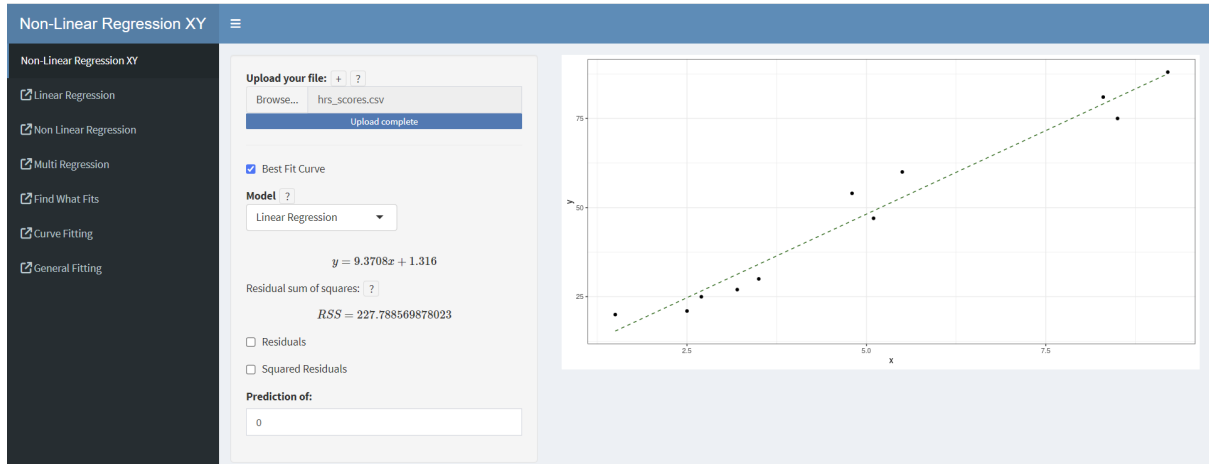 Non-Linear Regression XY
Non-Linear Regression XY
Linear Regression
Non Linear Regression
Multi Regression
Find What Fits
Curve Fitting
General Fitting
Upload your file: + ?
Browse... hrs_scores.csv
Upload complete
Best Fit Curve
Model ?
Linear Regression
y = 9.3708x + 1.316
Residual sum of squares: ?
RSS = 227.788569878023
Residuals
Squared Residuals
Prediction of:
0
75
y
50
25
2.5 5.0 7.5
x